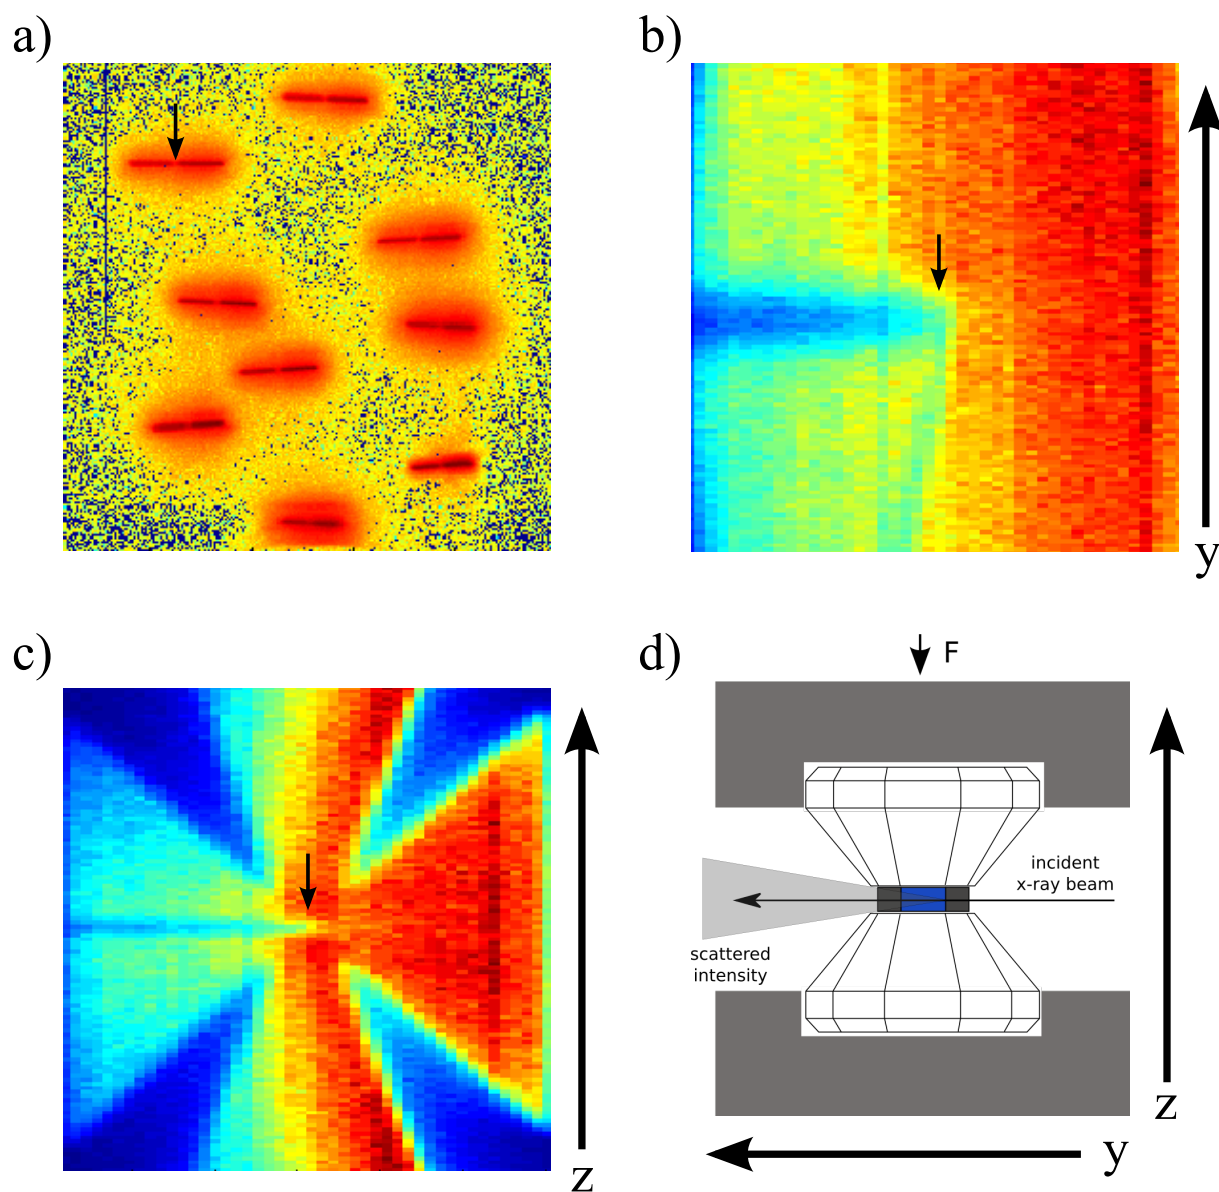 a)
b)
y
c)
z
d)
F
incident
x-ray beam
scattered
intensity
z
y